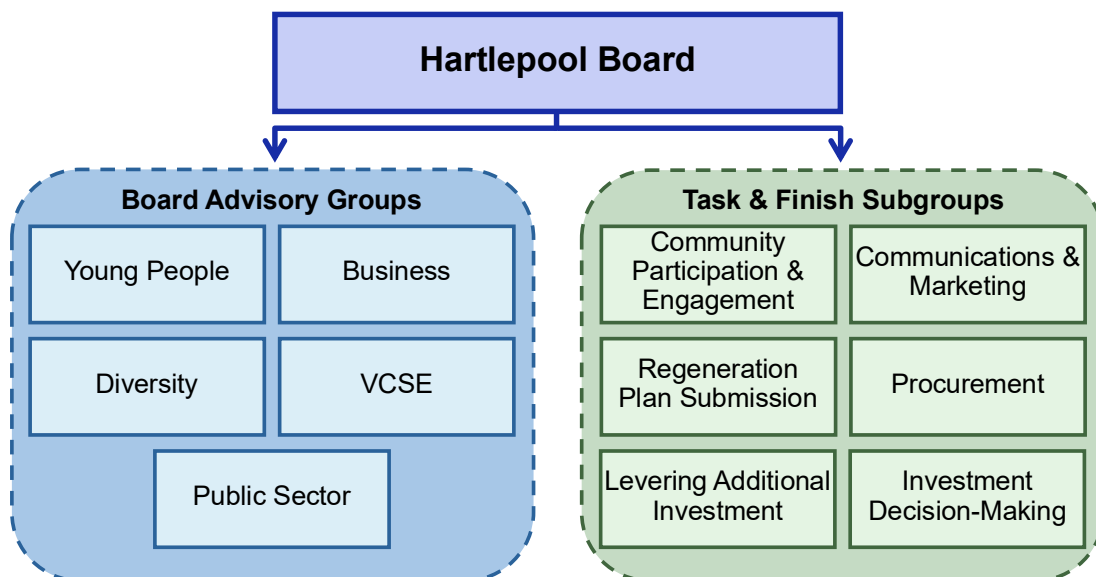 Hartlepool Board
Board Advisory Groups
Young People
Business
Diversity
VCSE
Public Sector
Task & Finish Subgroups
Community
Participation &
Engagement
Communications &
Marketing
Regeneration
Plan Submission
Procurement
Levering Additional
Investment
Investment
Decision-Making